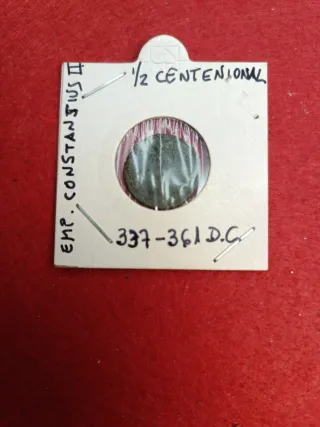 1/2 CENTENIONAL
EMP. CONSTANTIUS II
337-361 D.C.